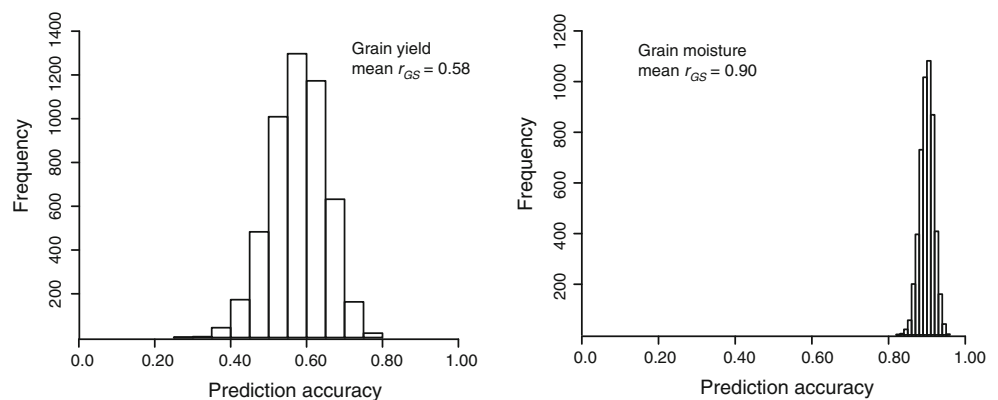 Grain yield
mean rGS = 0.58
Frequency
200
400
600
800
1000
1200
1400
0.0 0.20 0.40 0.60 0.80 1.00
Prediction accuracy
Grain moisture
mean rGS = 0.90
Frequency
200
400
600
800
1000
1200
0.0 0.20 0.40 0.60 0.80 1.00
Prediction accuracy